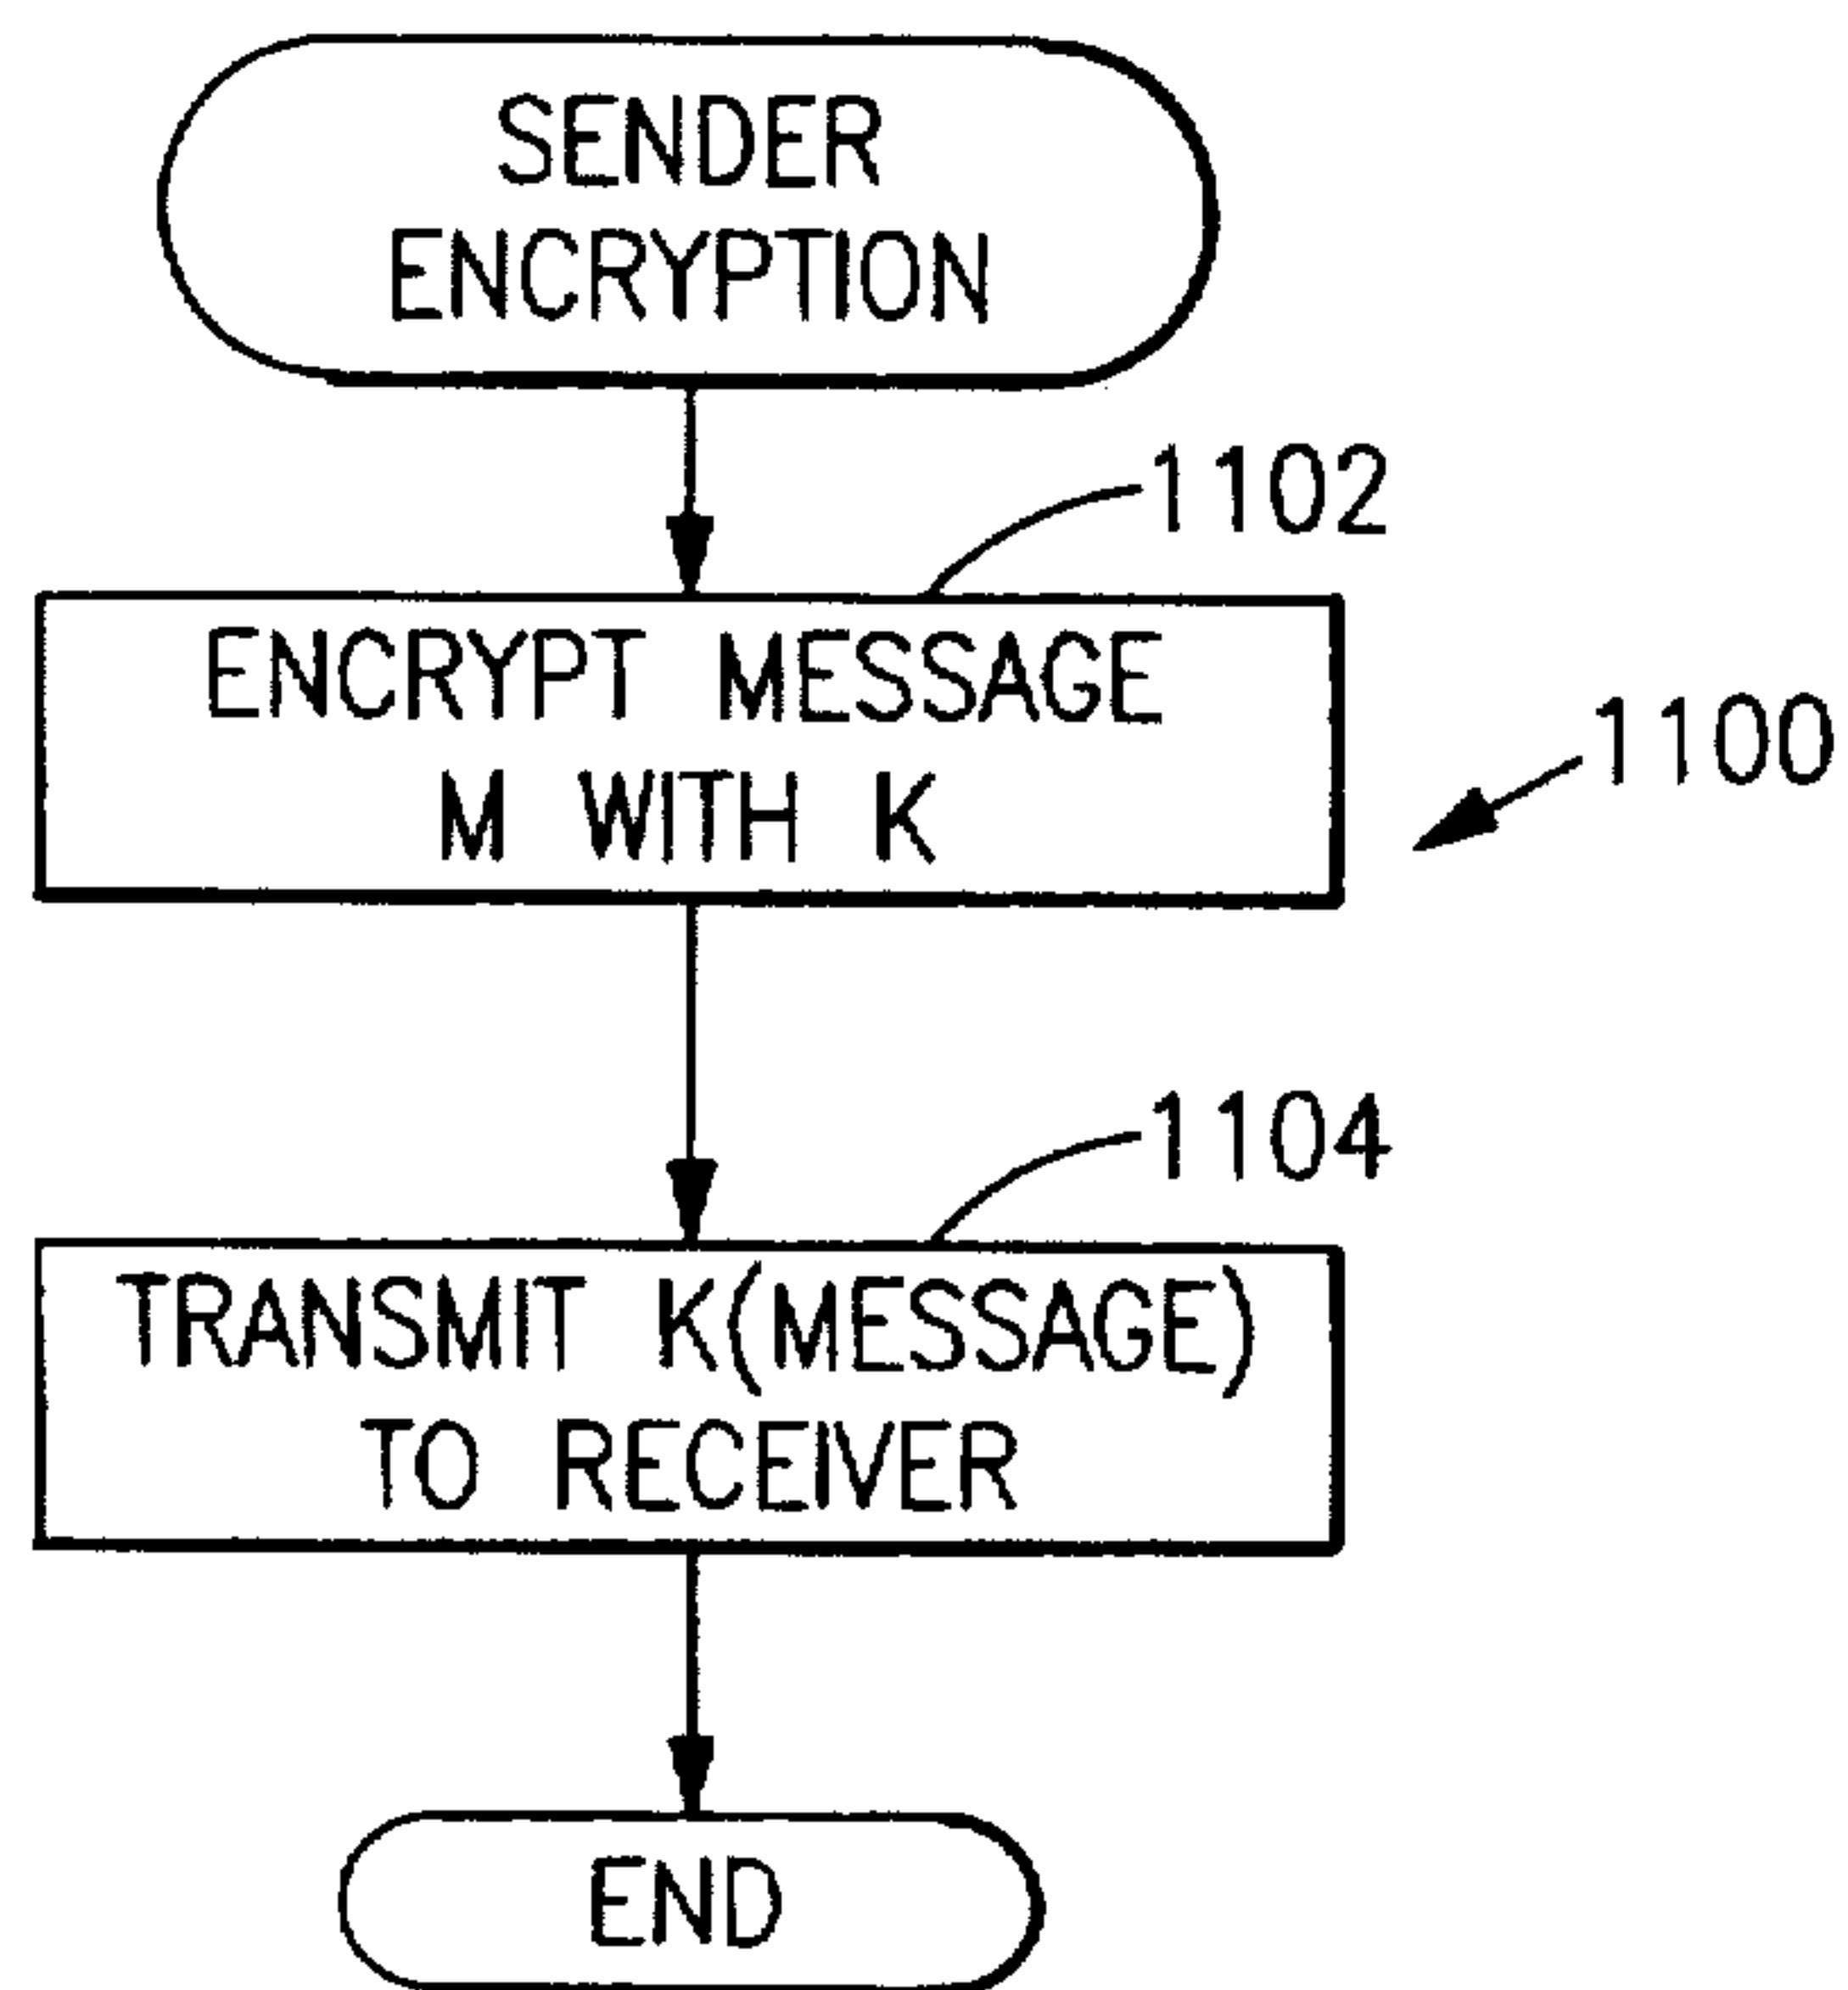 SENDER
ENCRYPTION
1102
ENCRYPT MESSAGE
M WITH K
1100
1104
TRANSMIT K(MESSAGE)
TO RECEIVER
END